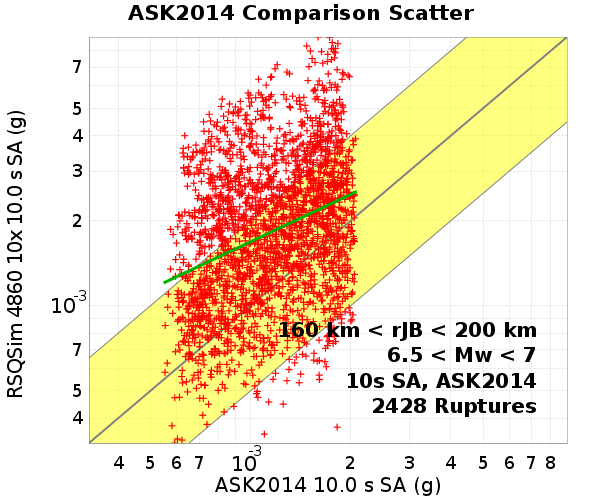 ASK2014 Comparison Scatter
RSQSim 4860 10x 10.0 s SA (g)
7
5
4
3
2
10-3
7
5
4
160 km < rJB < 200 km
6.5 < Mw < 7
10s SA, ASK2014
2428 Ruptures
4 5 6 7 10-3 2 3 4 5 6 7 8
ASK2014 10.0 s SA (g)